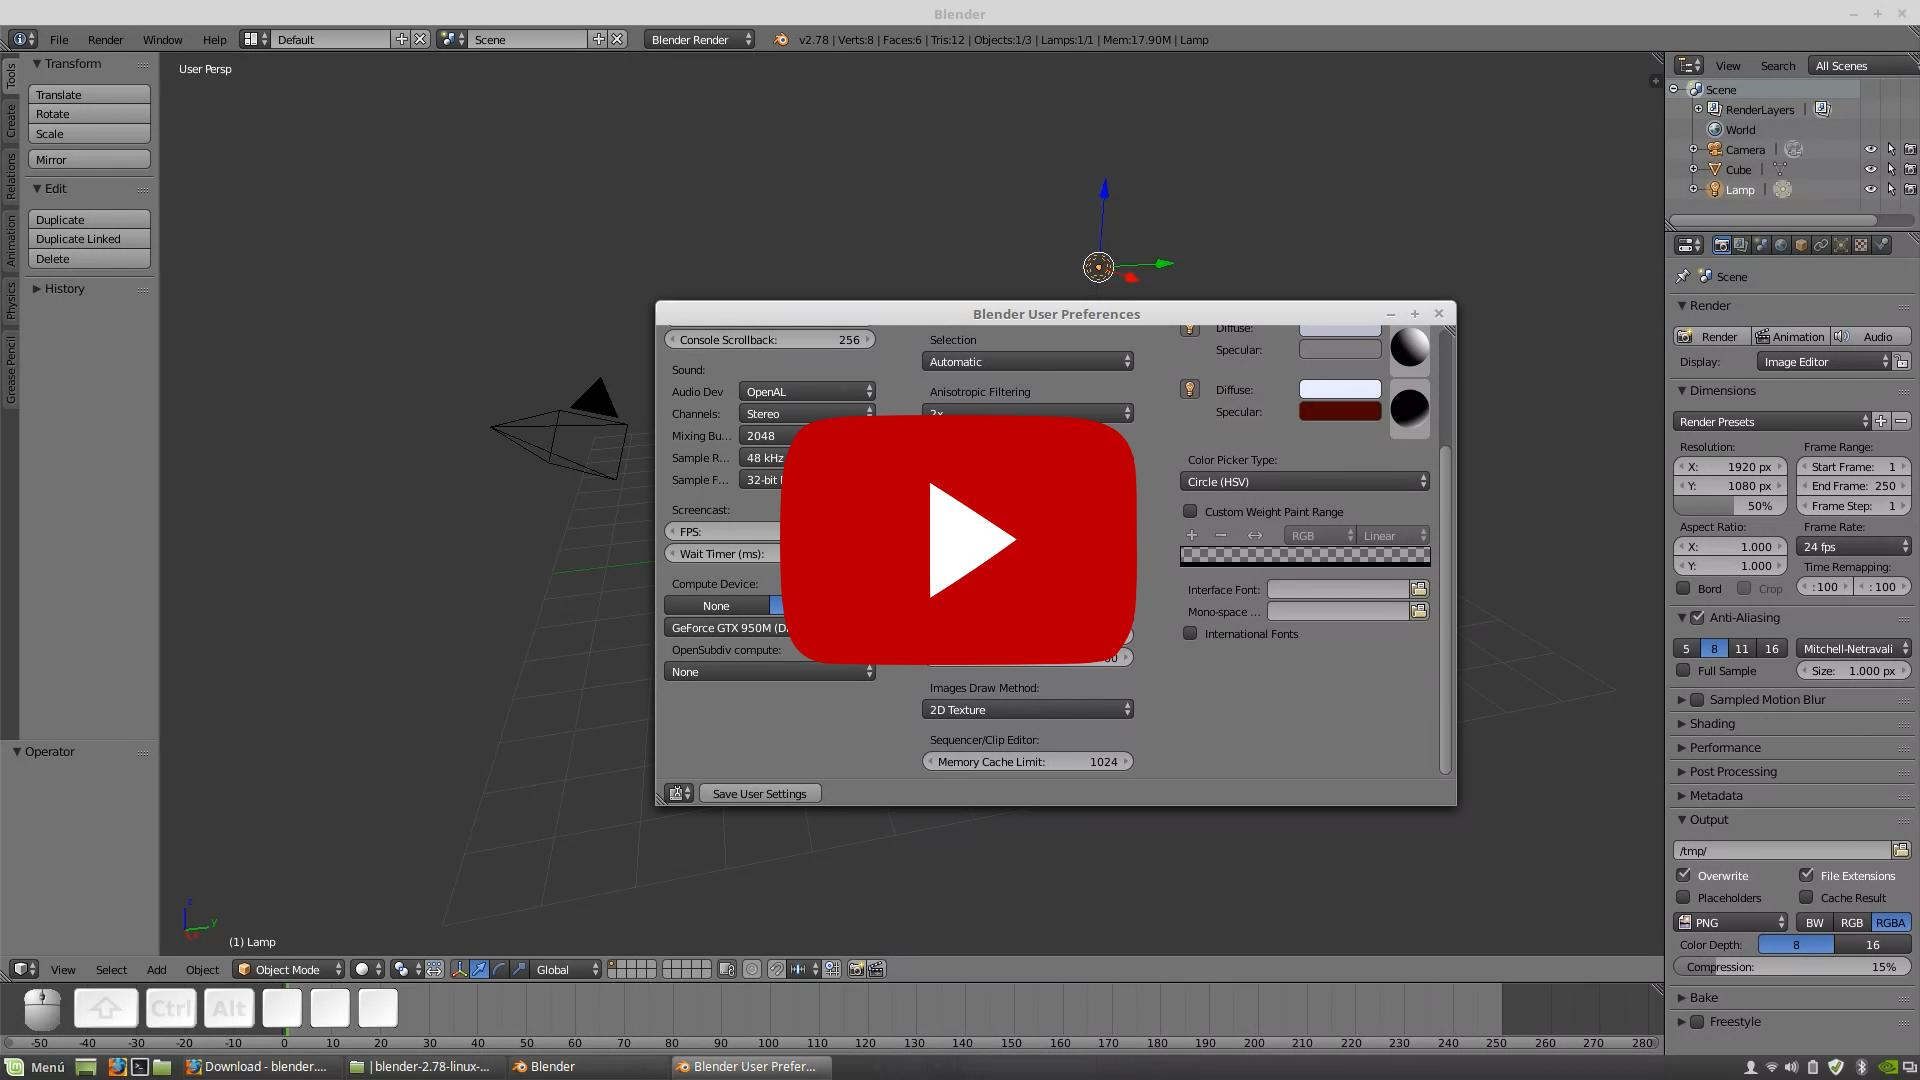 Blender
File Render Window Help Default Scene Blender Render v2.78 | Verts:8 | Faces:6 | Tris:12 | Objects:1/3 | Lamps:1/1 | Mem:17.90M | Lamp
Tools
Create
Relations
Animation
Physics
Grease Pencil
Transform
Translate
Rotate
Scale
Mirror
Edit
Duplicate
Duplicate Linked
Delete
History
Operator
User Persp
(1) Lamp
Blender User Preferences
Console Scrollback: 256
Sound:
Audio Dev OpenAL
Channels: Stereo
Mixing Bu... 2048
Sample R... 48 kHz
Sample F... 32-bit
Screencast:
FPS:
Wait Timer (ms):
Compute Device:
None
GeForce GTX 950M
OpenSubdiv compute:
None
Selection
Automatic
Anisotropic Filtering
2x
Images Draw Method:
2D Texture
Sequencer/Clip Editor:
Memory Cache Limit: 1024
Diffuse:
Specular:
Diffuse:
Specular:
Color Picker Type:
Circle (HSV)
Custom Weight Paint Range
RGB Linear
Interface Font:
Mono-space ...
International Fonts
Save User Settings
View Search All Scenes
Scene
RenderLayers
World
Camera
Cube
Lamp
Scene
Render
Render Animation Audio
Display: Image Editor
Dimensions
Render Presets
Resolution: Frame Range:
X: 1920 px Start Frame: 1
Y: 1080 px End Frame: 250
50% Frame Step: 1
Aspect Ratio: Frame Rate:
X: 1.000 24 fps
Y: 1.000 Time Remapping:
Bord Crop :100 :100
Anti-Aliasing
5 8 11 16 Mitchell-Netravali
Full Sample Size: 1.000 px
Sampled Motion Blur
Shading
Performance
Post Processing
Metadata
Output
/tmp/
Overwrite File Extensions
Placeholders Cache Result
PNG BW RGB RGBA
Color Depth: 8 16
Compression: 15%
Bake
Freestyle
View Select Add Object Object Mode Global
Ctrl Alt
-50 -40 -30 -20 -10 0 10 20 30 40 50 60 70 80 90 100 110 120 130 140 150 160 170 180 190 200 210 220 230 240 250 260 270 280
Menú Download - blender.... blender-2.78-linux-... Blender Blender User Prefer...